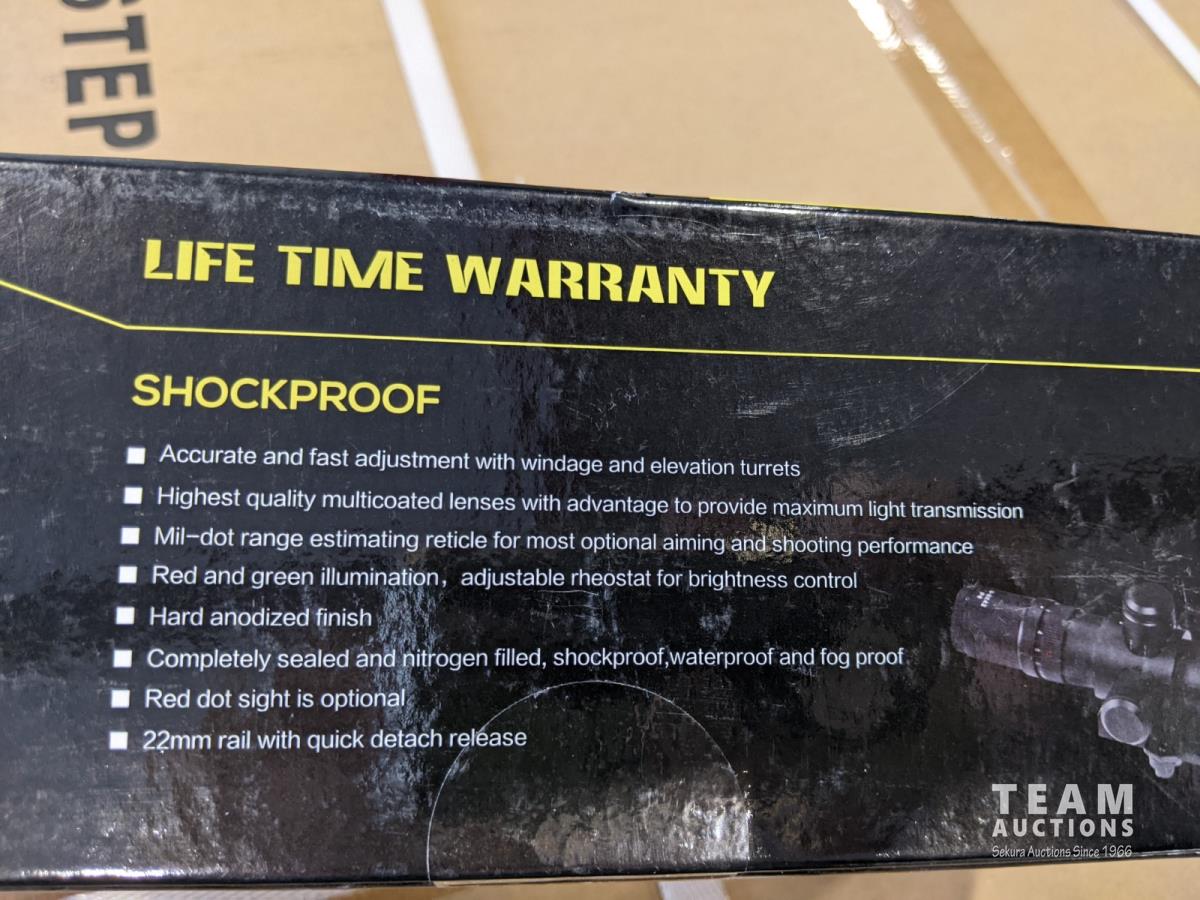 STEP
LIFE TIME WARRANTY
SHOCKPROOF
Accurate and fast adjustment with windage and elevation turrets
Highest quality multicoated lenses with advantage to provide maximum light transmission
Mil-dot range estimating reticle for most optional aiming and shooting performance
Red and green illumination, adjustable rheostat for brightness control
Hard anodized finish
Completely sealed and nitrogen filled, shockproof,waterproof and fog proof
Red dot sight is optional
22mm rail with quick detach release
TEAM
AUCTIONS
Sekura Auctions Since 1966